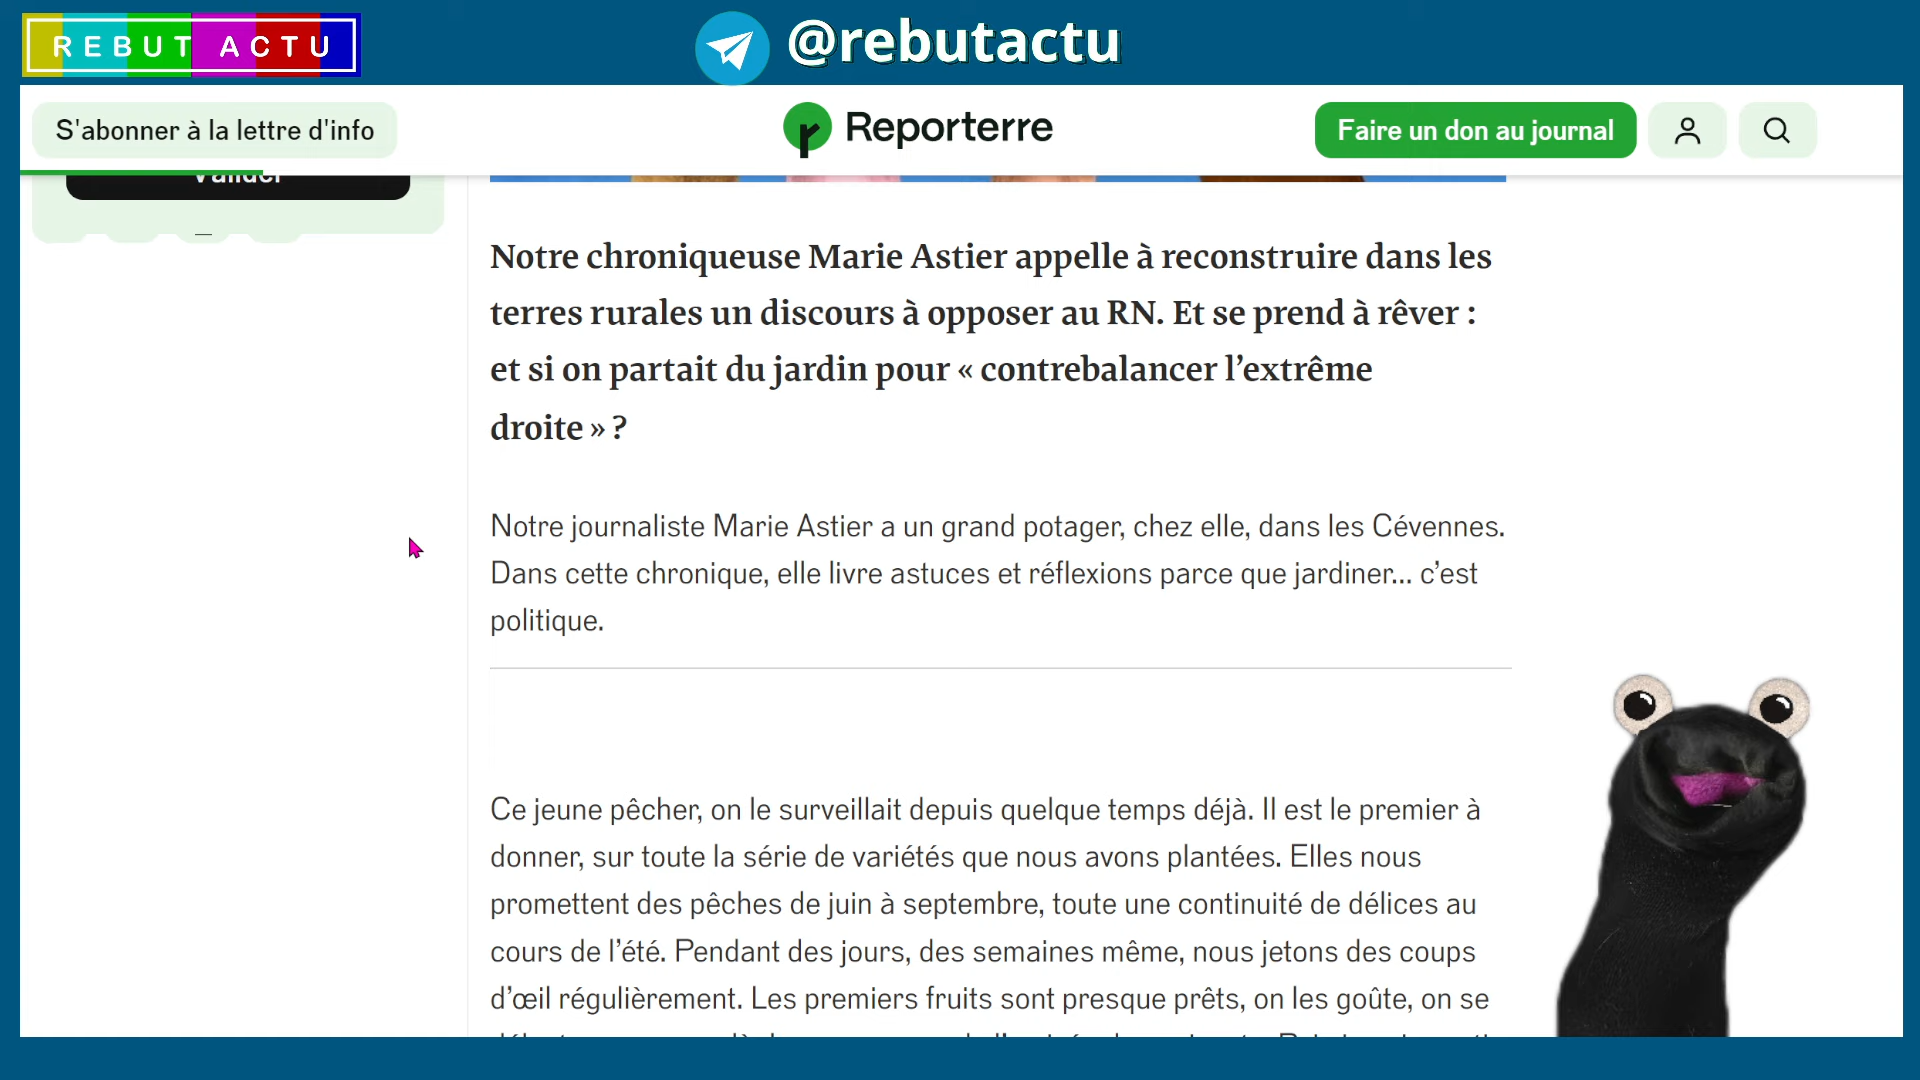 REBUT ACTU
@rebutactu
S'abonner à la lettre d'info
Reporterre
Faire un don au journal
Valider
Notre chroniqueuse Marie Astier appelle à reconstruire dans les
terres rurales un discours à opposer au RN. Et se prend à rêver :
et si on partait du jardin pour « contrebalancer l’extrême
droite » ?
Notre journaliste Marie Astier a un grand potager, chez elle, dans les Cévennes.
Dans cette chronique, elle livre astuces et réflexions parce que jardiner... c’est
politique.
Ce jeune pêcher, on le surveillait depuis quelque temps déjà. Il est le premier à
donner, sur toute la série de variétés que nous avons plantées. Elles nous
promettent des pêches de juin à septembre, toute une continuité de délices au
cours de l’été. Pendant des jours, des semaines même, nous jetons des coups
d’œil régulièrement. Les premiers fruits sont presque prêts, on les goûte, on se